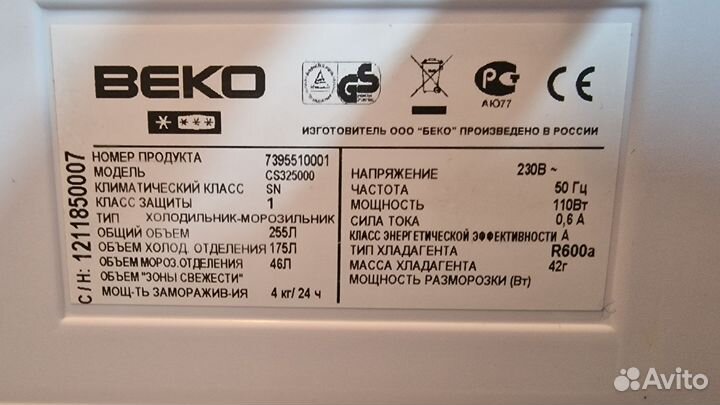 BEKO
GS
РСТ
АЮ77
CE
ИЗГОТОВИТЕЛЬ ООО "БЕКО" ПРОИЗВЕДЕНО В РОССИИ
С/Н: 1211850007
НОМЕР ПРОДУКТА 7395510001
МОДЕЛЬ CS325000
КЛИМАТИЧЕСКИЙ КЛАСС SN
КЛАСС ЗАЩИТЫ 1
ТИП ХОЛОДИЛЬНИК-МОРОЗИЛЬНИК
ОБЩИЙ ОБЪЕМ 255Л
ОБЪЕМ ХОЛОД. ОТДЕЛЕНИЯ 175Л
ОБЪЕМ МОРОЗ.ОТДЕЛЕНИЯ 46Л
ОБЪЕМ "ЗОНЫ СВЕЖЕСТИ"
МОЩ-ТЬ ЗАМОРАЖИВ-ИЯ 4 кг/ 24 ч
НАПРЯЖЕНИЕ 230В ~
ЧАСТОТА 50 Гц
МОЩНОСТЬ 110Вт
СИЛА ТОКА 0,6 А
КЛАСС ЭНЕРГЕТИЧЕСКОЙ ЭФФЕКТИВНОСТИ А
ТИП ХЛАДАГЕНТА R600a
МАССА ХЛАДАГЕНТА 42г
МОЩНОСТЬ РАЗМОРОЗКИ (Вт)
Avito